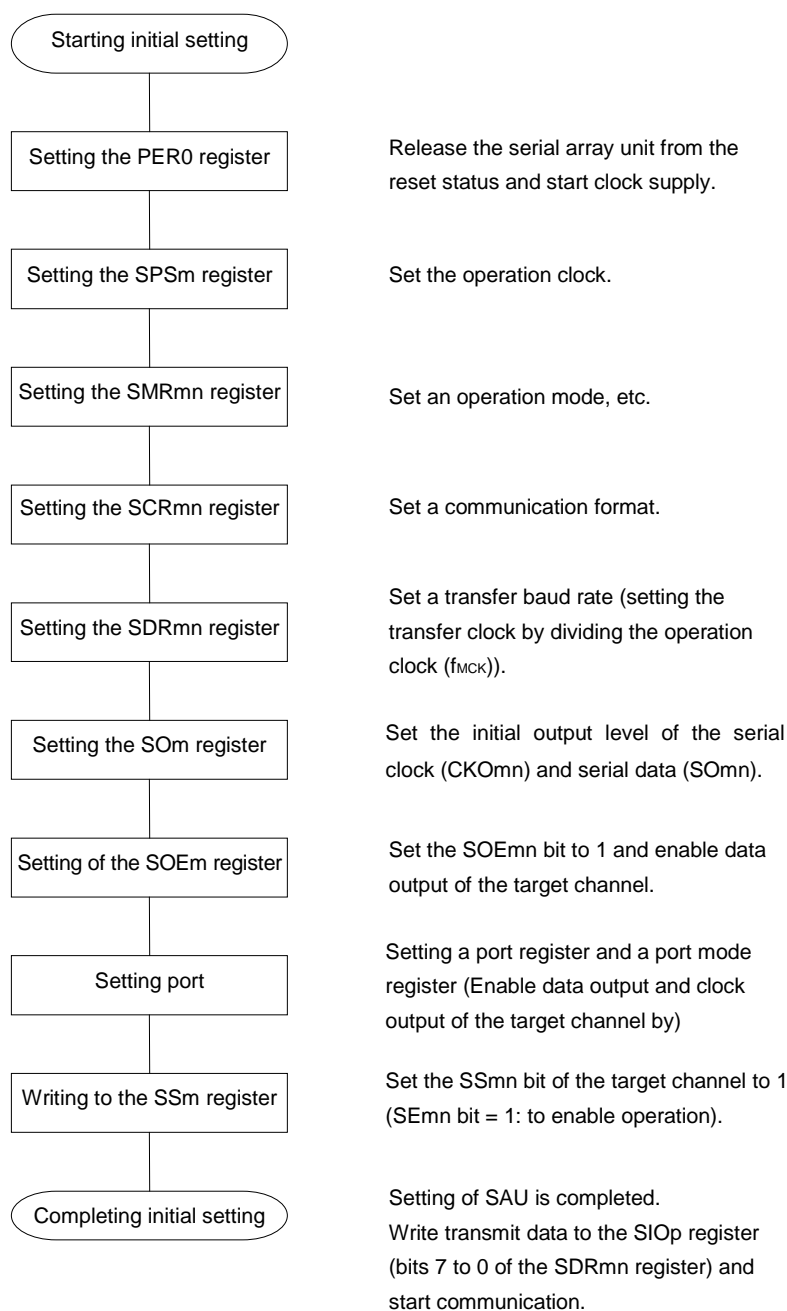 Starting initial setting
Setting the PER0 register
Release the serial array unit from the
reset status and start clock supply.
Setting the SPSm register
Set the operation clock.
Setting the SMRmn register
Set an operation mode, etc.
Setting the SCRmn register
Set a communication format.
Setting the SDRmn register
Set a transfer baud rate (setting the
transfer clock by dividing the operation
clock (fMCK)).
Setting the SOm register
Set the initial output level of the serial
clock (CKOmn) and serial data (SOmn).
Setting of the SOEm register
Set the SOEmn bit to 1 and enable data
output of the target channel.
Setting port
Setting a port register and a port mode
register (Enable data output and clock
output of the target channel by)
Writing to the SSm register
Set the SSmn bit of the target channel to 1
(SEmn bit = 1: to enable operation).
Completing initial setting
Setting of SAU is completed.
Write transmit data to the SIOp register
(bits 7 to 0 of the SDRmn register) and
start communication.